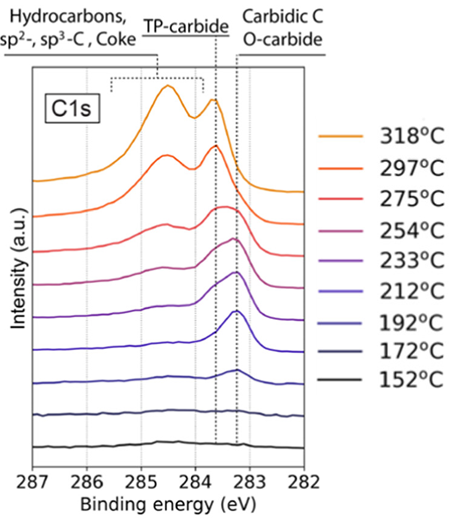 Hydrocarbons,
sp²-, sp³-C , Coke
TP-carbide
Carbidic C
O-carbide
C1s
Intensity (a.u.)
318°C
297°C
275°C
254°C
233°C
212°C
192°C
172°C
152°C
287 286 285 284 283 282
Binding energy (eV)